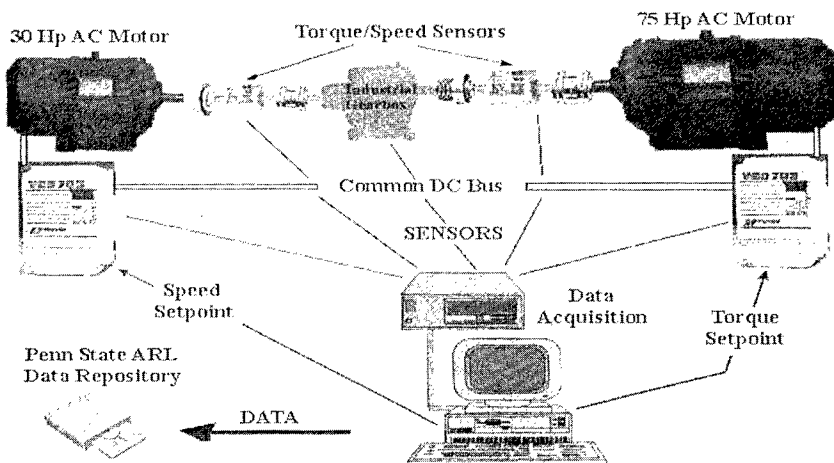 30 Hp AC Motor
Torque/Speed Sensors
75 Hp AC Motor
Industrial
Gearbox
Common DC Bus
SENSORS
Speed
Setpoint
Data
Acquisition
Torque
Setpoint
Penn State ARL
Data Repository
DATA